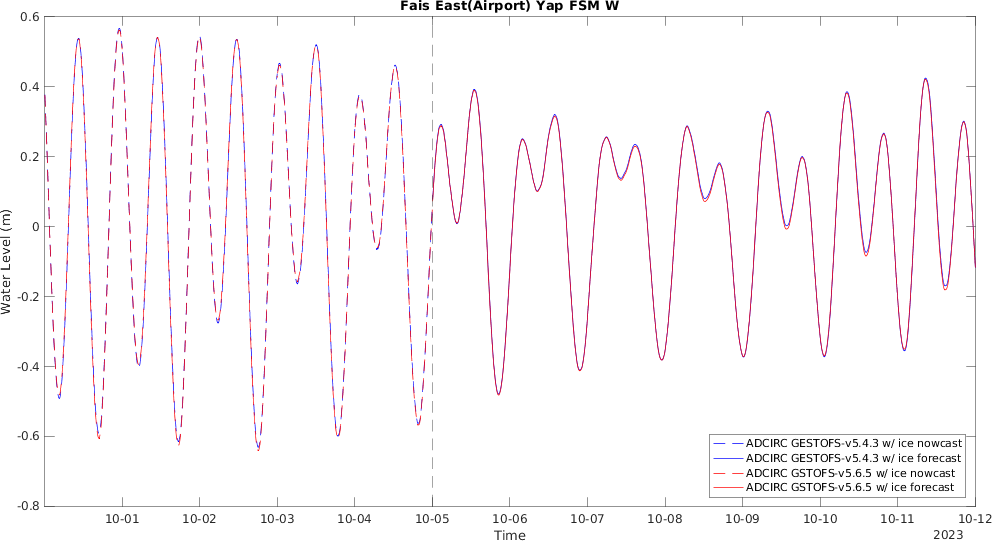 Fais East(Airport) Yap FSM W
0.6
0.4
0.2
0
-0.2
-0.4
-0.6
-0.8
Water Level (m)
ADCIRC GESTOFS-v5.4.3 w/ ice nowcast
ADCIRC GESTOFS-v5.4.3 w/ ice forecast
ADCIRC GSTOFS-v5.6.5 w/ ice nowcast
ADCIRC GSTOFS-v5.6.5 w/ ice forecast
10-01 10-02 10-03 10-04 10-05 10-06 10-07 10-08 10-09 10-10 10-11 10-12
Time
2023